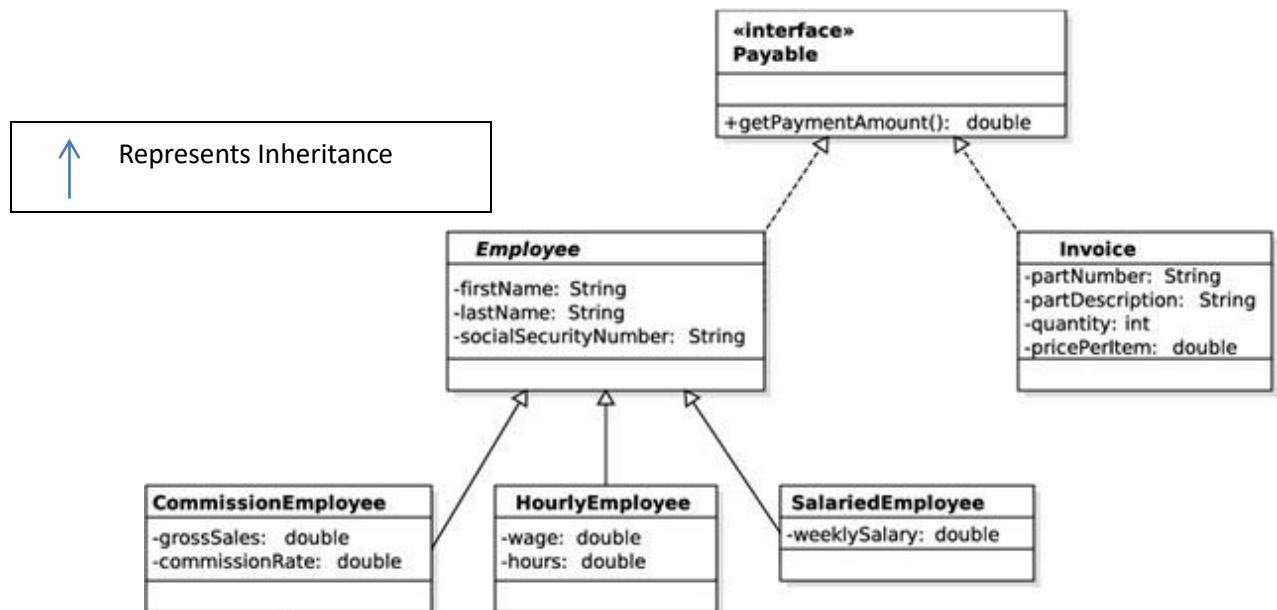 «interface»
Payable
+getPaymentAmount(): double
Represents Inheritance
Employee
-firstName: String
-lastName: String
-socialSecurityNumber: String
Invoice
-partNumber: String
-partDescription: String
-quantity: int
-pricePerItem: double
CommissionEmployee
-grossSales: double
-commissionRate: double
HourlyEmployee
-wage: double
-hours: double
SalariedEmployee
-weeklySalary: double